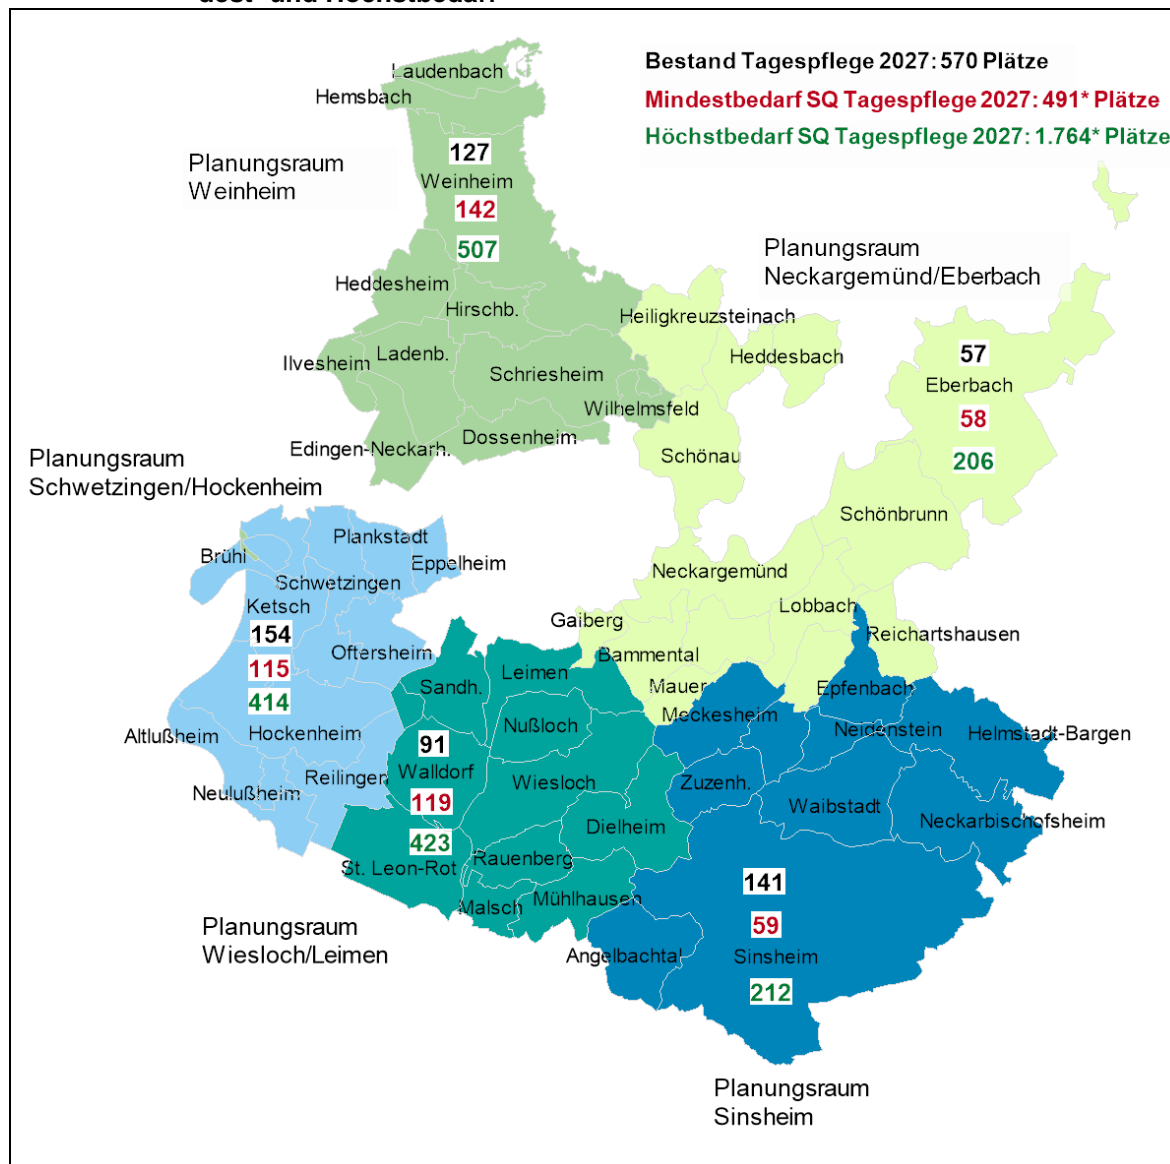 dest- und Höchstbedarf
Bestand Tagespflege 2027: 570 Plätze
Mindestbedarf SQ Tagespflege 2027: 491* Plätze
Höchstbedarf SQ Tagespflege 2027: 1.764* Plätze
Laudenbach
Hemsbach
Planungsraum
Weinheim
127
Weinheim
142
507
Heddesheim
Hirschb.
Ilvesheim
Ladenb.
Schriesheim
Wilhelmsfeld
Dossenheim
Edingen-Neckarh.
Planungsraum
Neckargemünd/Eberbach
Heiligkreuzsteinach
Heddesbach
57
Eberbach
58
206
Schönau
Schönbrunn
Neckargemünd
Lobbach
Gaiberg
Bammental
Mauer
Reichartshausen
Planungsraum
Schwetzingen/Hockenheim
Plankstadt
Brühl
Eppelheim
Schwetzingen
Ketsch
154
Oftersheim
115
414
Altlußheim
Hockenheim
Reilingen
Neulußheim
Leimen
Sandh.
Nußloch
91
Walldorf
Wiesloch
119
Dielheim
423
St. Leon-Rot
Rauenberg
Mühlhausen
Malsch
Planungsraum
Wiesloch/Leimen
Meckesheim
Epfenbach
Neidenstein
Helmstadt-Bargen
Zuzenh.
Waibstadt
Neckarbischofsheim
141
59
Sinsheim
Angelbachtal
212
Planungsraum
Sinsheim